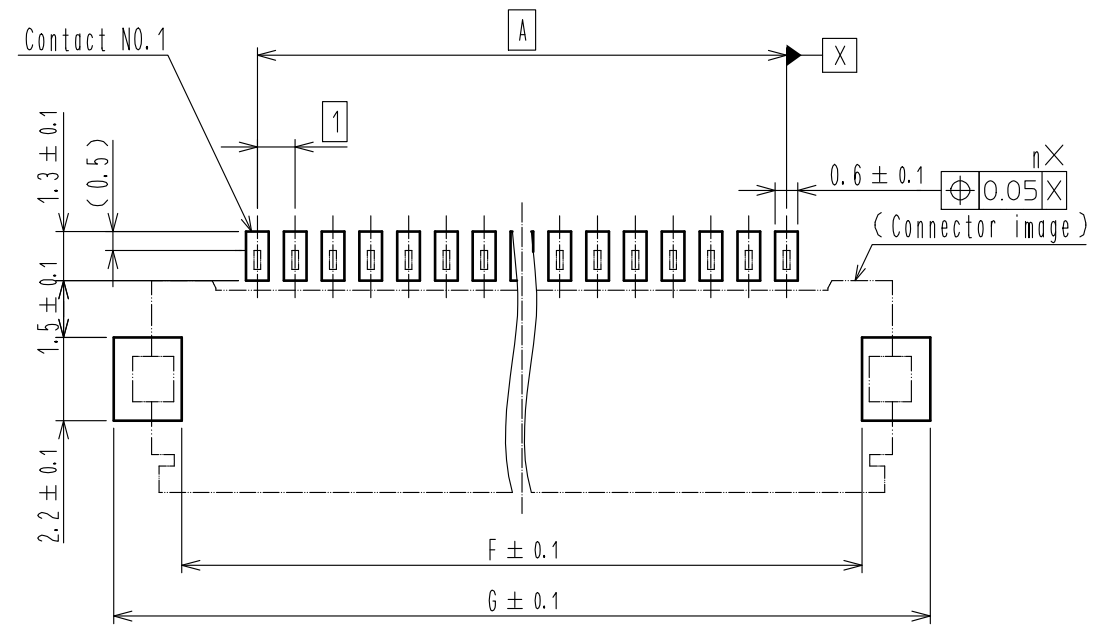 A
Contact NO. 1
X
1
1.3 ± 0.1
(0.5)
nX
0.6 ± 0.1
⌖ 0.05 X
(Connector image)
1.5 ± 0.1
2.2 ± 0.1
F ± 0.1
G ± 0.1